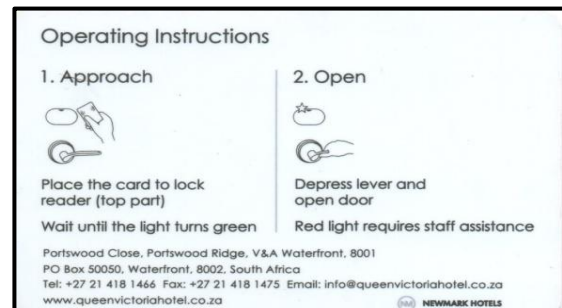 Operating Instructions
1. Approach
Place the card to lock
reader (top part)
Wait until the light turns green
2. Open
Depress lever and
open door
Red light requires staff assistance
Portswood Close, Portswood Ridge, V&A Waterfront, 8001
PO Box 50050, Waterfront, 8002, South Africa
Tel: +27 21 418 1466 Fax: +27 21 418 1475 Email: info@queenvictoriahotel.co.za
www.queenvictoriahotel.co.za
NM NEWMARK HOTELS